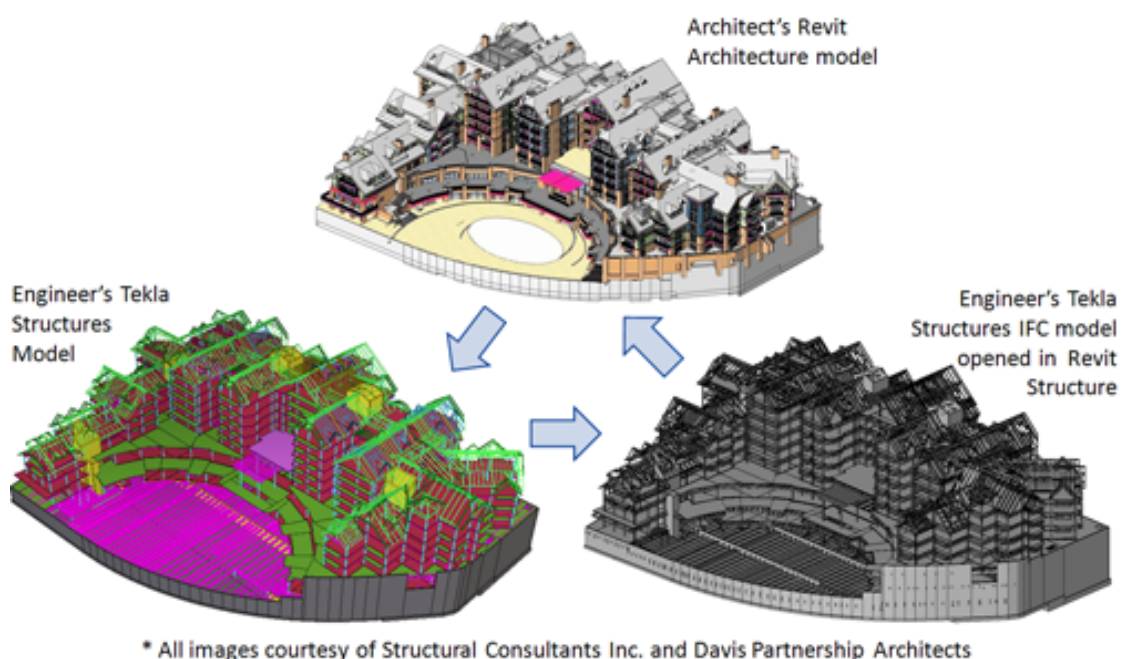 Architect's Revit
Architecture model
Engineer's Tekla
Structures
Model
Engineer's Tekla
Structures IFC model
opened in Revit
Structure
* All images courtesy of Structural Consultants Inc. and Davis Partnership Architects